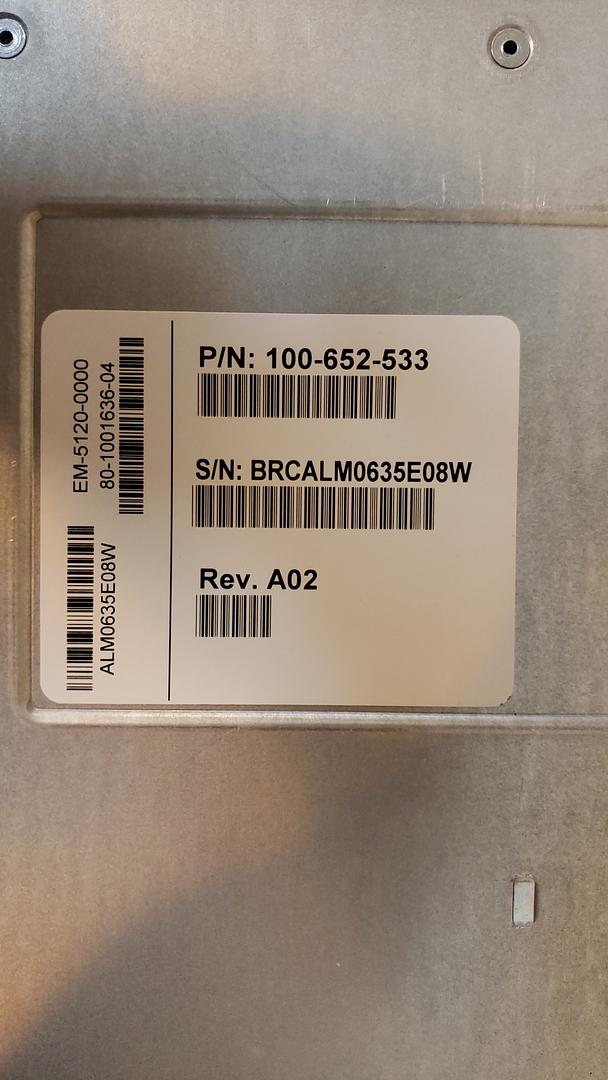 EM-5120-0000
80-1001636-04
ALM0635E08W
P/N: 100-652-533
S/N: BRCALM0635E08W
Rev. A02